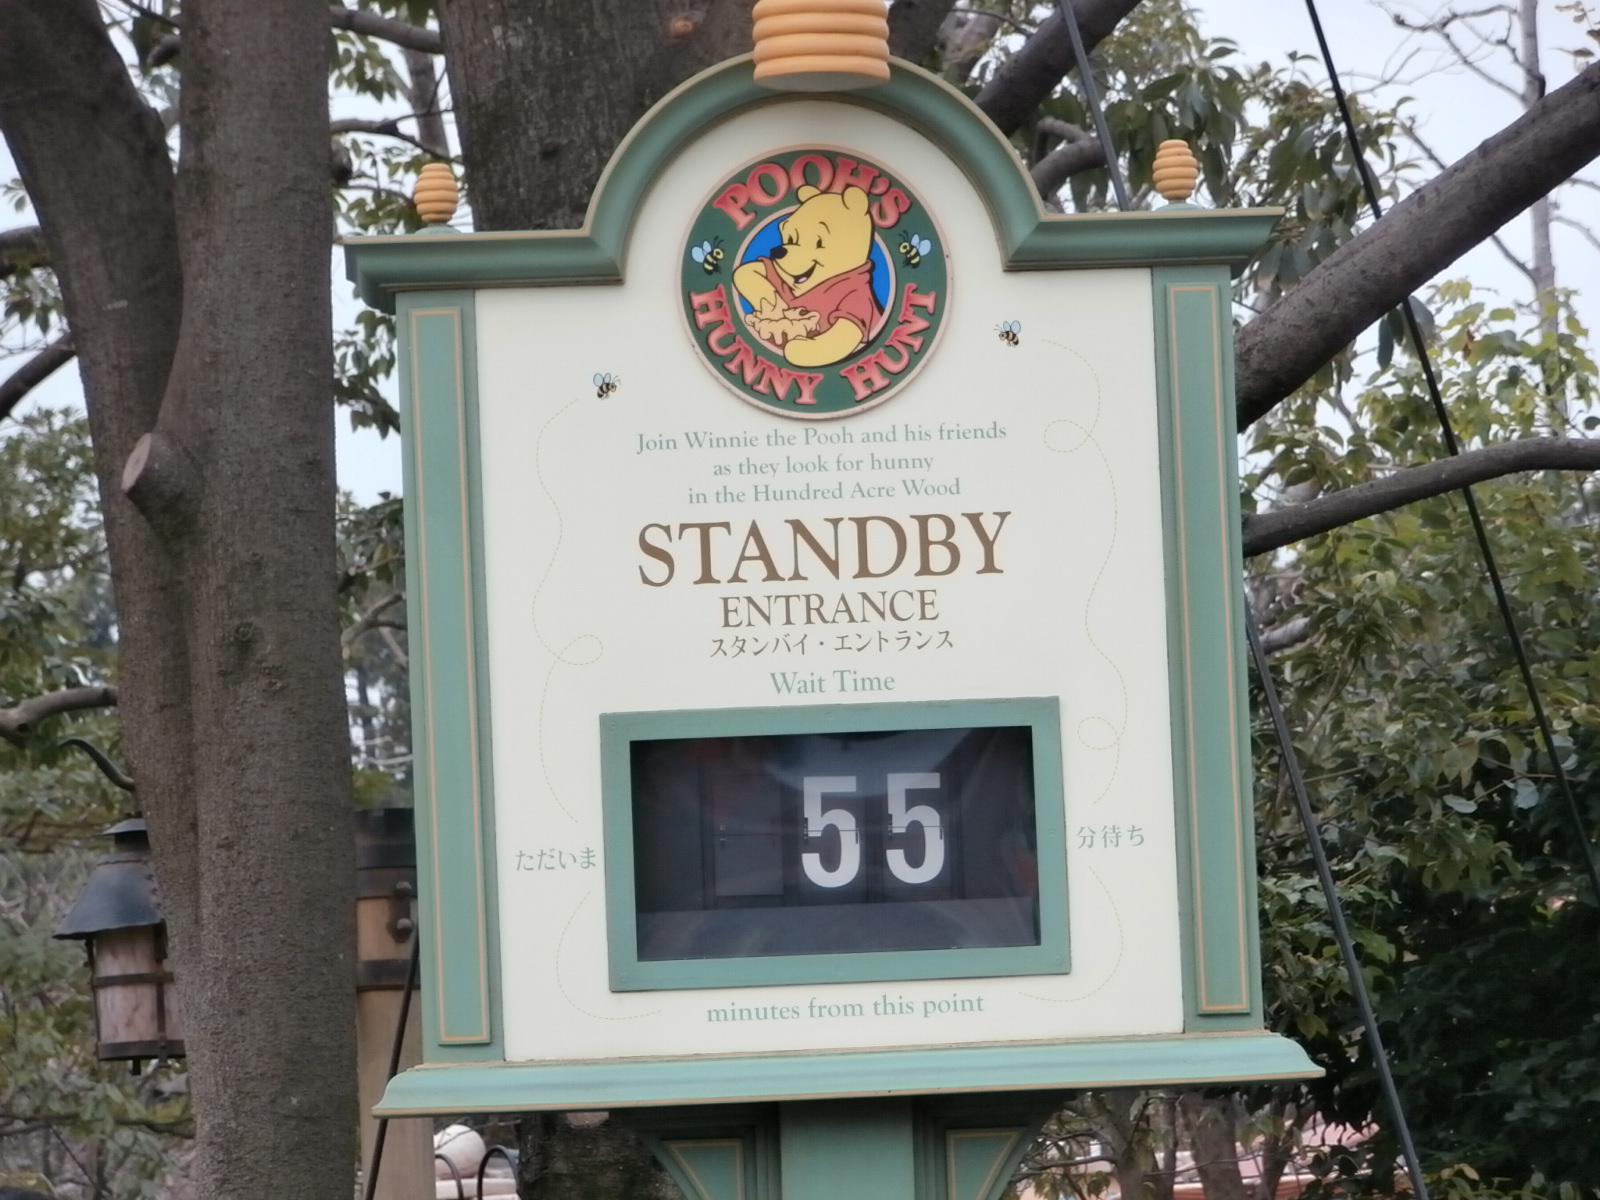 POOH'S
HUNNY HUNT
Join Winnie the Pooh and his friends
as they look for hunny
in the Hundred Acre Wood
STANDBY
ENTRANCE
スタンバイ・エントランス
Wait Time
ただいま 55 分待ち
minutes from this point